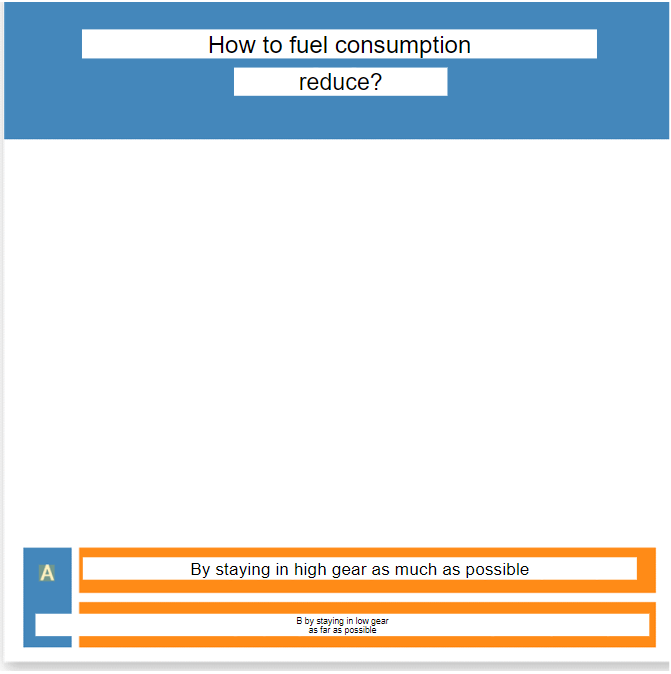 How to fuel consumption
reduce?
A
By staying in high gear as much as possible
B by staying in low gear
as far as possible